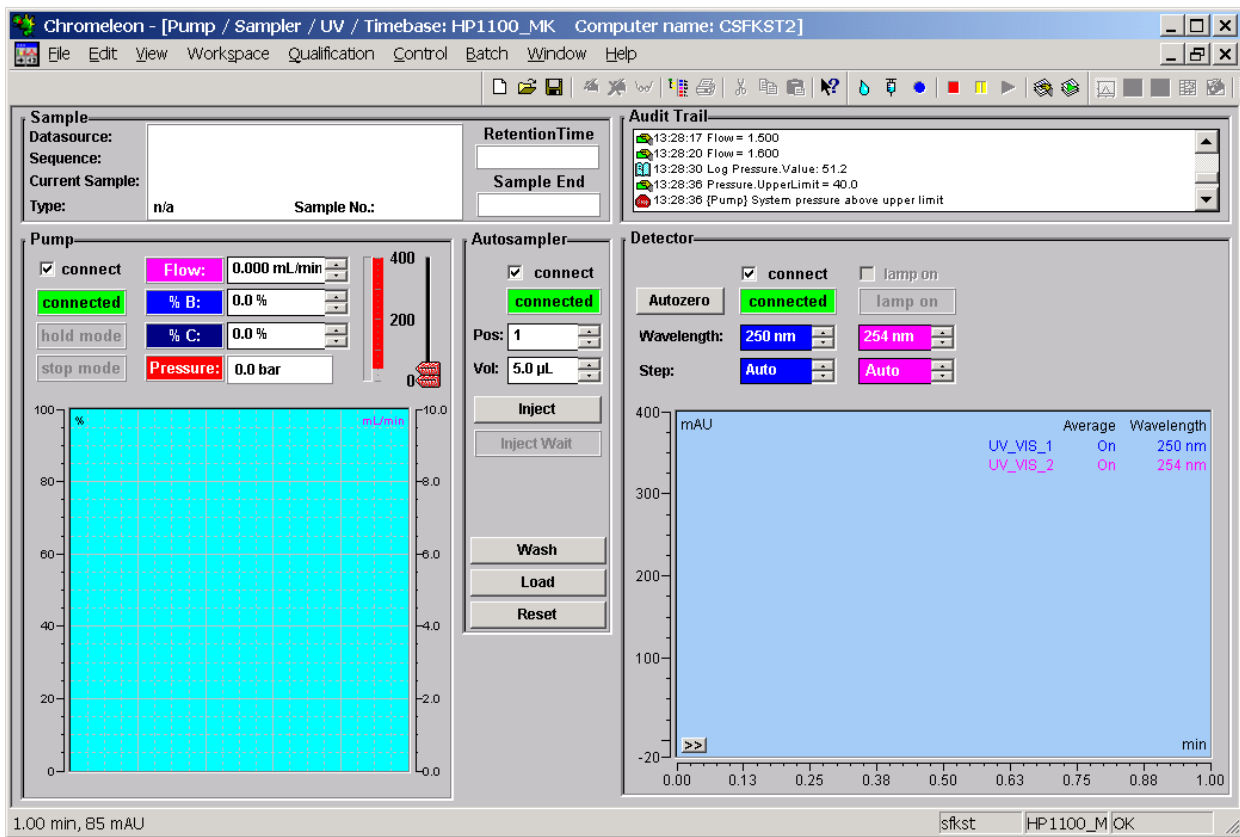 Chromeleon - [Pump / Sampler / UV / Timebase: HP1100_MK Computer name: CSFKST2]
File Edit View Workspace Qualification Control Batch Window Help
Sample
Datasource:
Sequence:
Current Sample:
Type: n/a Sample No.:
RetentionTime
Sample End
Audit Trail
13:28:17 Flow = 1.500
13:28:20 Flow = 1.600
13:28:30 Log Pressure.Value: 51.2
13:28:36 Pressure.UpperLimit = 40.0
13:28:36 {Pump} System pressure above upper limit
Pump
connect Flow: 0.000 mL/min
connected % B: 0.0 %
hold mode % C: 0.0 %
stop mode Pressure: 0.0 bar
400
200
0
100 % mL/min 10.0
80 8.0
60 6.0
40 4.0
20 2.0
0 0.0
Autosampler
connect
connected
Pos: 1
Vol: 5.0 µL
Inject
Inject Wait
Wash
Load
Reset
Detector
connect lamp on
Autozero connected lamp on
Wavelength: 250 nm 254 nm
Step: Auto Auto
400 mAU Average Wavelength
UV_VIS_1 On 250 nm
UV_VIS_2 On 254 nm
300
200
100
-20 >> min
0.00 0.13 0.25 0.38 0.50 0.63 0.75 0.88 1.00
1.00 min, 85 mAU sfkst HP1100_M OK